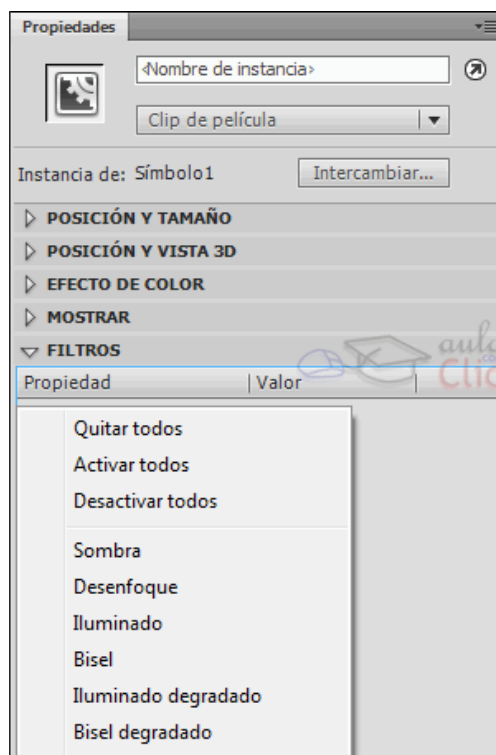 Propiedades
<Nombre de instancia>
Clip de película
Instancia de: Símbolo1 Intercambiar...
POSICIÓN Y TAMAÑO
POSICIÓN Y VISTA 3D
EFECTO DE COLOR
MOSTRAR
FILTROS
Propiedad Valor
Quitar todos
Activar todos
Desactivar todos
Sombra
Desenfoque
Iluminado
Bisel
Iluminado degradado
Bisel degradado